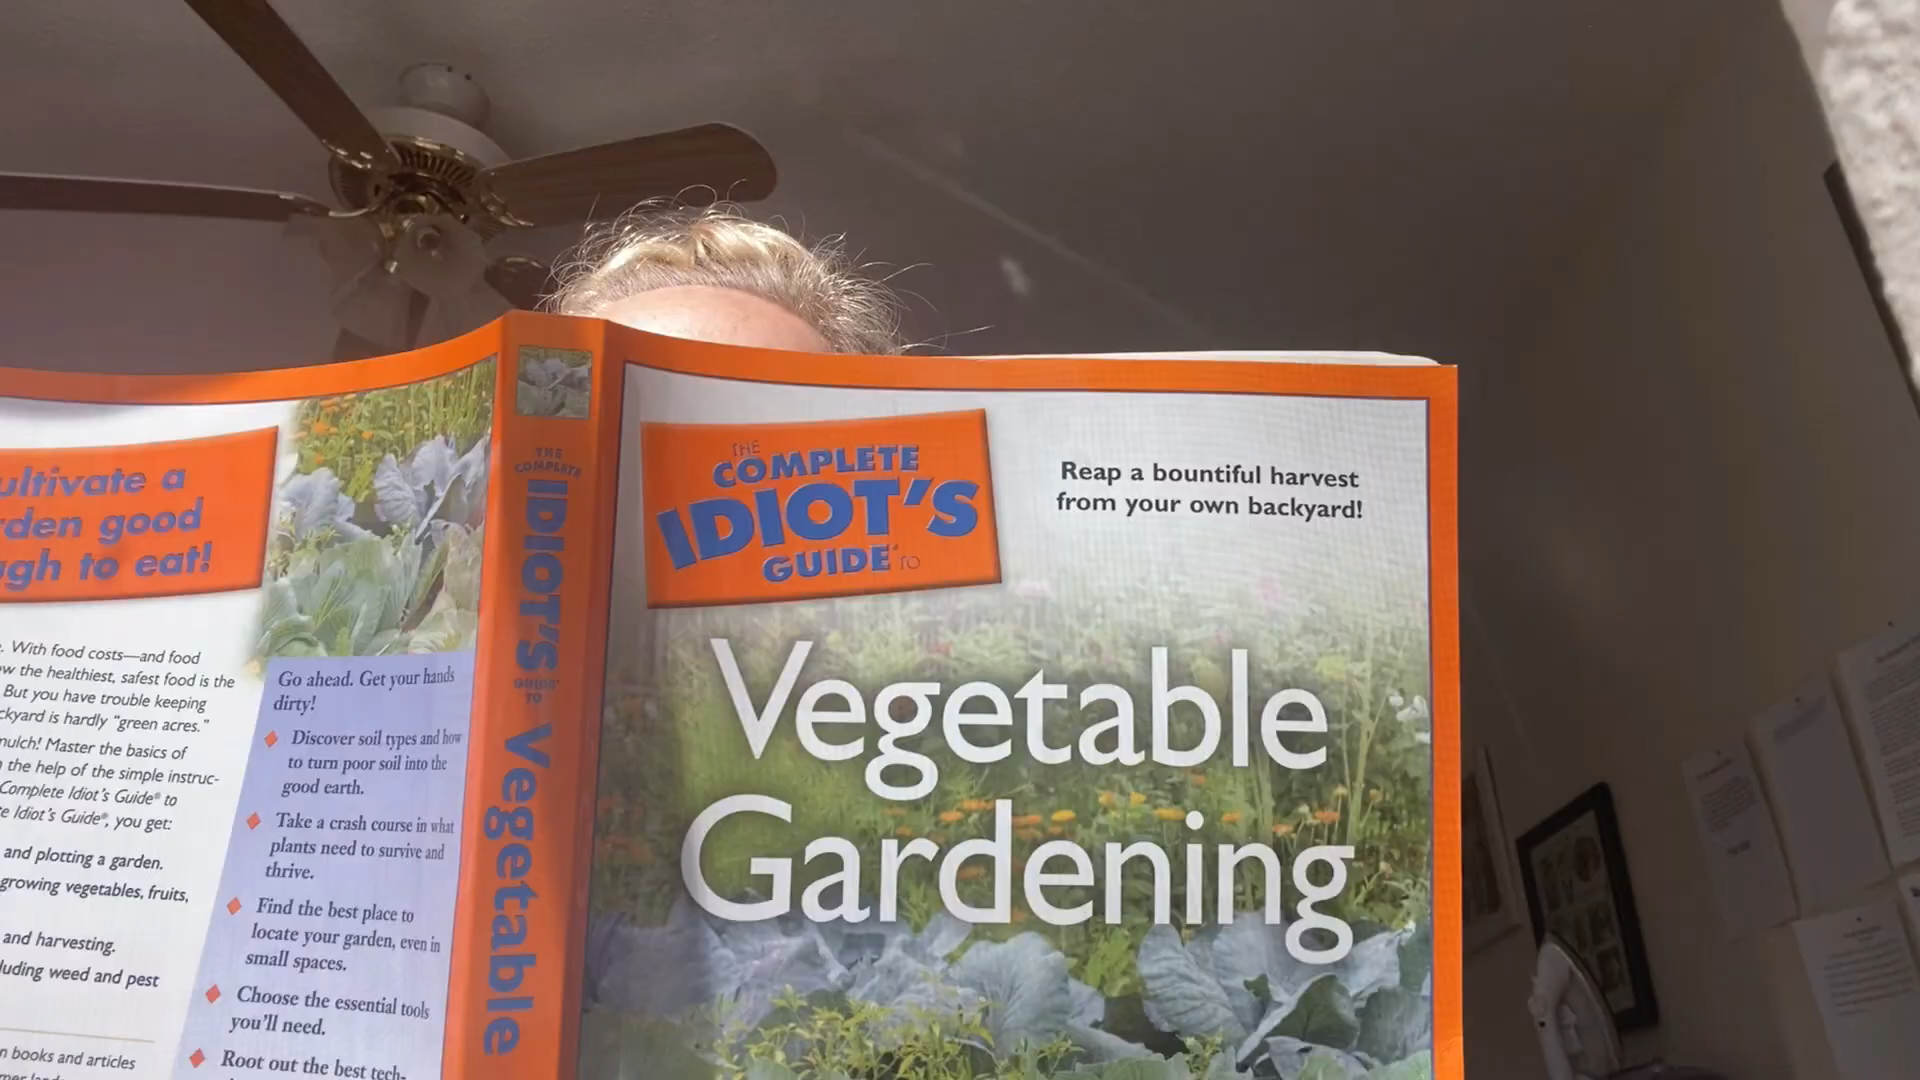 ultivate a
rden good
ugh to eat!
With food costs—and food
w the healthiest, safest food is the
But you have trouble keeping
ckyard is hardly “green acres.”
mulch! Master the basics of
the help of the simple instruc-
Complete Idiot’s Guide® to
Idiot’s Guide®, you get:
and plotting a garden.
growing vegetables, fruits,
and harvesting.
luding weed and pest
n books and articles
Go ahead. Get your hands
dirty!
Discover soil types and how
to turn poor soil into the
good earth.
Take a crash course in what
plants need to survive and
thrive.
Find the best place to
locate your garden, even in
small spaces.
Choose the essential tools
you’ll need.
Root out the best tech-
THE
COMPLETE
IDIOT’S
GUIDE®
TO
Vegetable
THE
COMPLETE
IDIOT’S
GUIDE® TO
Reap a bountiful harvest
from your own backyard!
Vegetable
Gardening